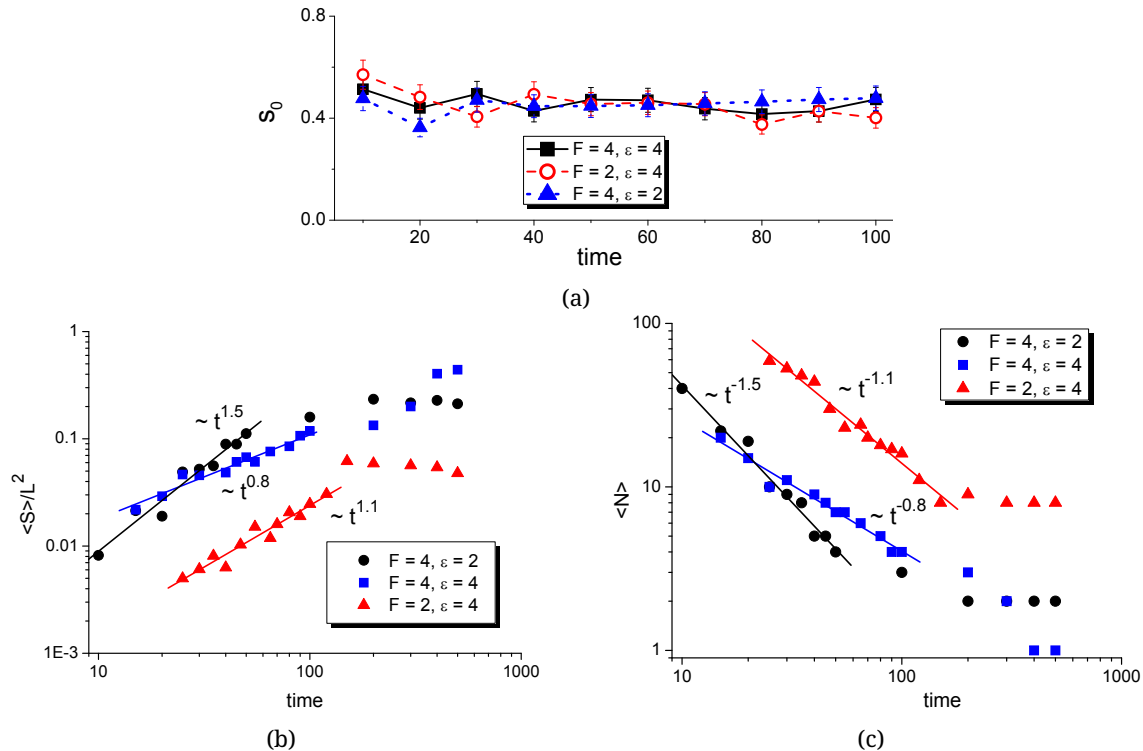 0.8
0.4
0.0
S₀
F = 4, ε = 4
F = 2, ε = 4
F = 4, ε = 2
20 40 60 80 100
time
(a)
1
0.1
0.01
1E-3
<S>/L²
~ t^1.5
~ t^0.8
~ t^1.1
F = 4, ε = 2
F = 4, ε = 4
F = 2, ε = 4
10 100 1000
time
(b)
100
10
1
<N>
F = 4, ε = 2
F = 4, ε = 4
F = 2, ε = 4
~ t^-1.5
~ t^-1.1
~ t^-0.8
10 100 1000
time
(c)